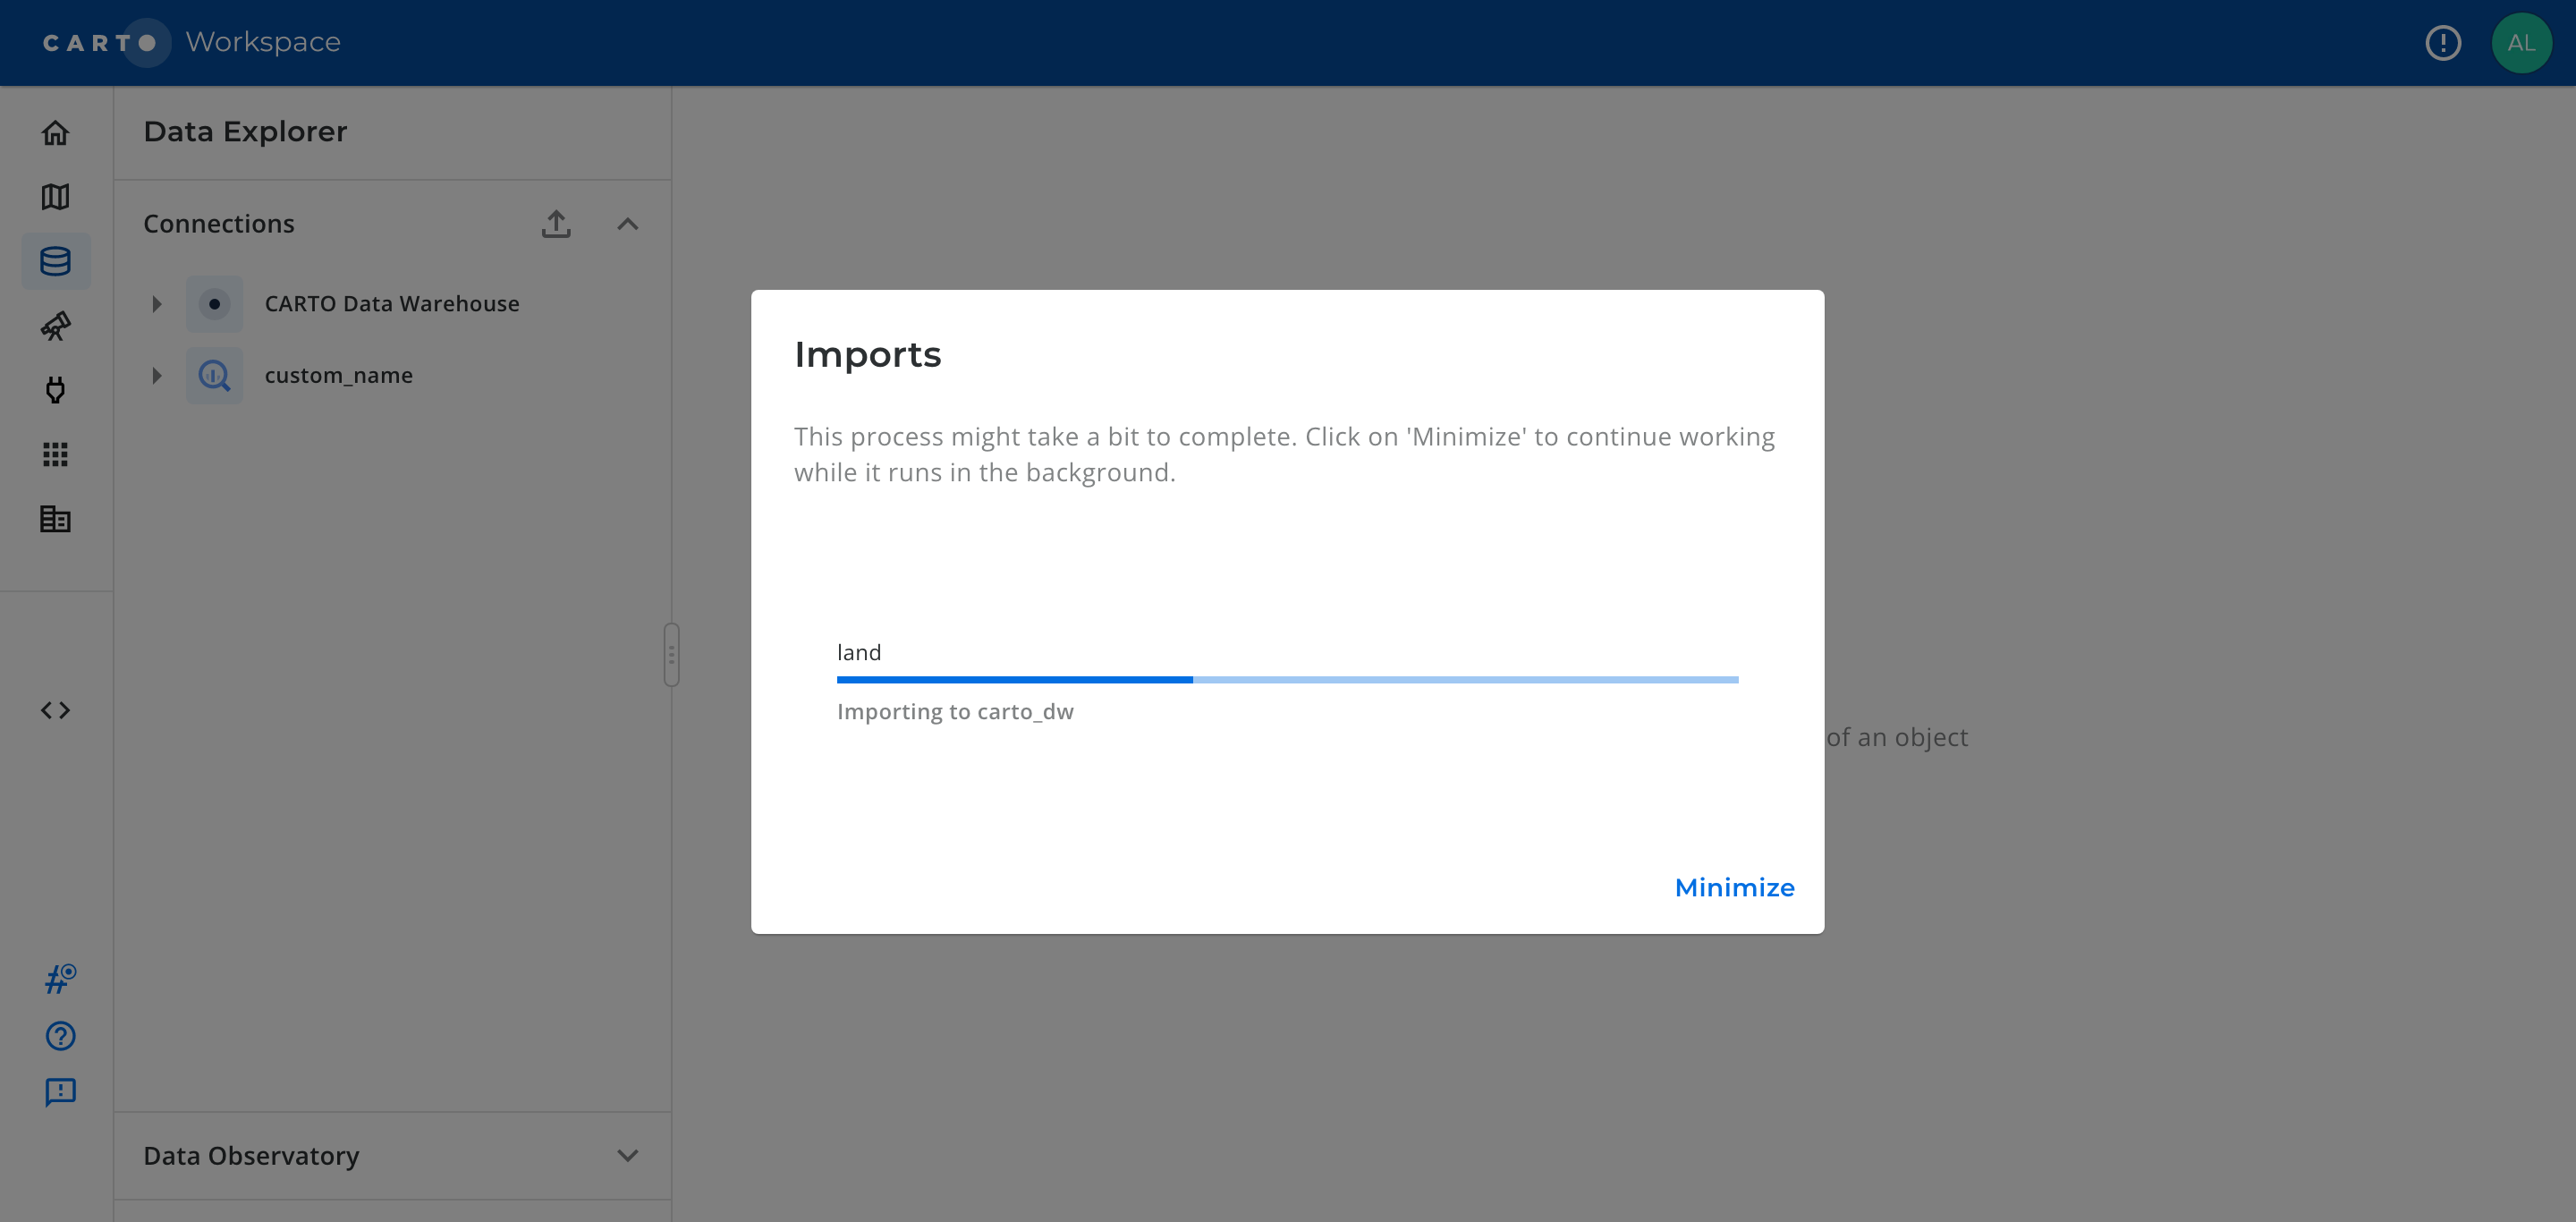 CARTO Workspace
AL
Data Explorer
Connections
CARTO Data Warehouse
custom_name
Imports
This process might take a bit to complete. Click on 'Minimize' to continue working
while it runs in the background.
land
Importing to carto_dw
of an object
Minimize
Data Observatory